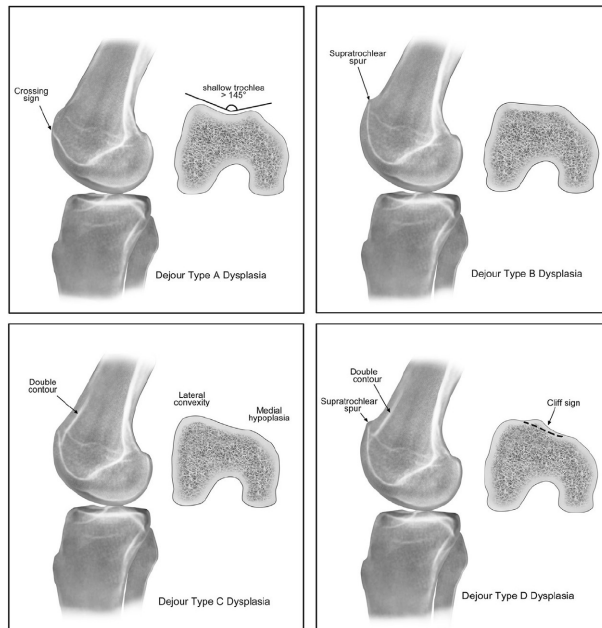 Crossing
sign
shallow trochlea
> 145°
Dejour Type A Dysplasia
Supratrochlear
spur
Dejour Type B Dysplasia
Double
contour
Lateral
convexity
Medial
hypoplasia
Dejour Type C Dysplasia
Double
contour
Supratrochlear
spur
Cliff sign
Dejour Type D Dysplasia